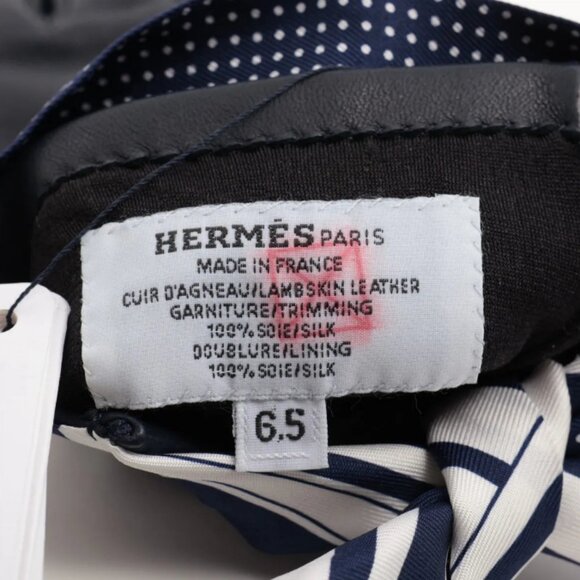 HERMÈS PARIS
MADE IN FRANCE
CUIR D'AGNEAU/LAMBSKIN LEATHER
GARNITURE/TRIMMING
100% SOIE/SILK
DOUBLURE/LINING
100% SOIE/SILK
6.5